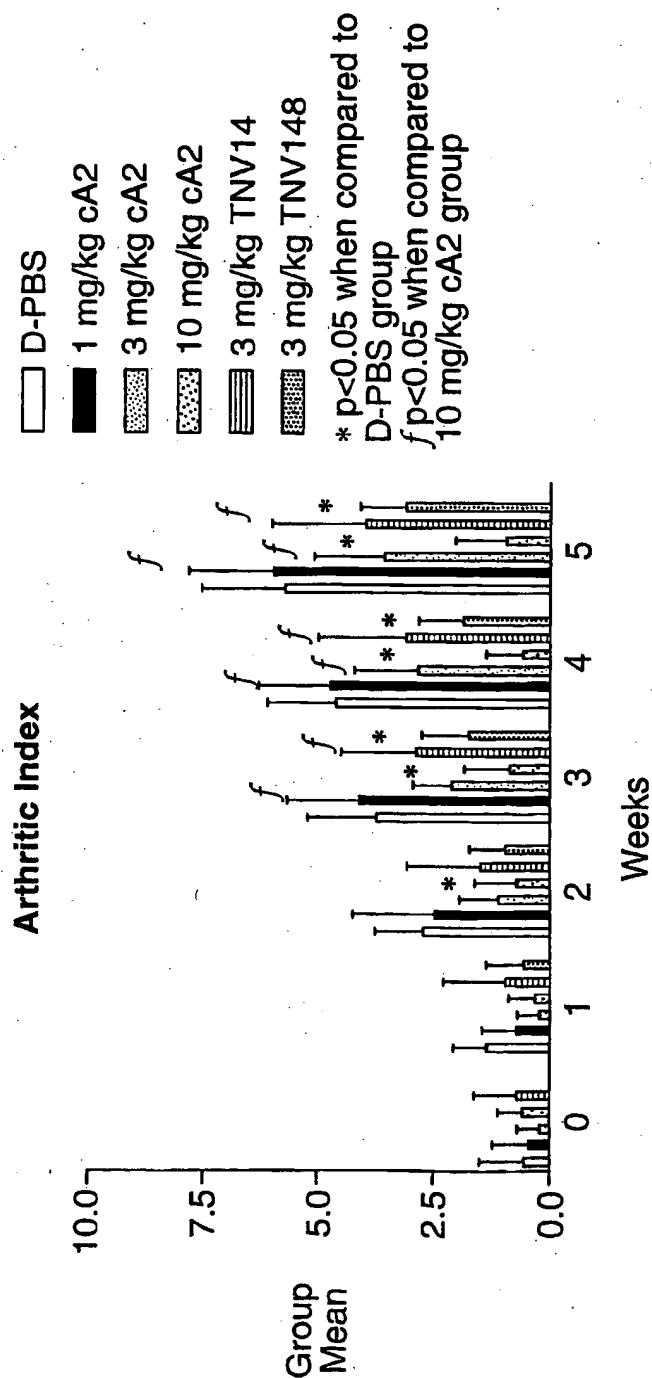 Arthritic Index
D-PBS
1 mg/kg cA2
3 mg/kg cA2
10 mg/kg cA2
3 mg/kg TNV14
3 mg/kg TNV148
* p<0.05 when compared to
D-PBS group
ƒ p<0.05 when compared to
10 mg/kg cA2 group
Group
Mean
10.0
7.5
5.0
2.5
0.0
ƒ
* ƒ * ƒ ƒ *
ƒ ƒ * ƒ *
ƒ * ƒ *
0 1 2 3 4 5
Weeks